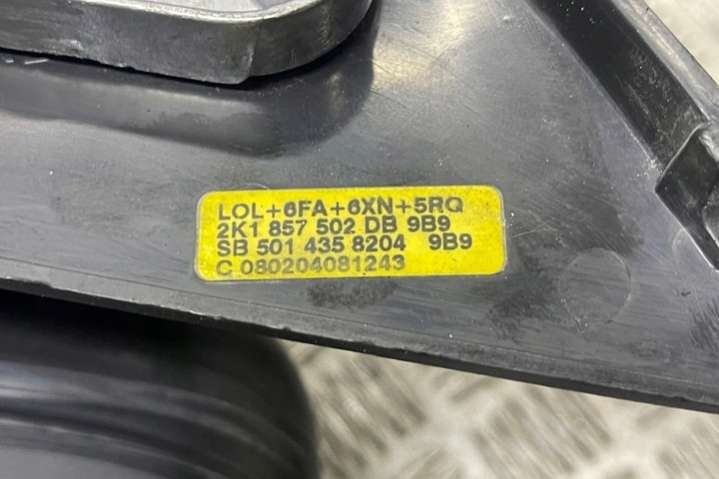 LOL+6FA+6XN+5RQ
2K1 857 502 DB 9B9
SB 501 435 8204 9B9
C 080204081243